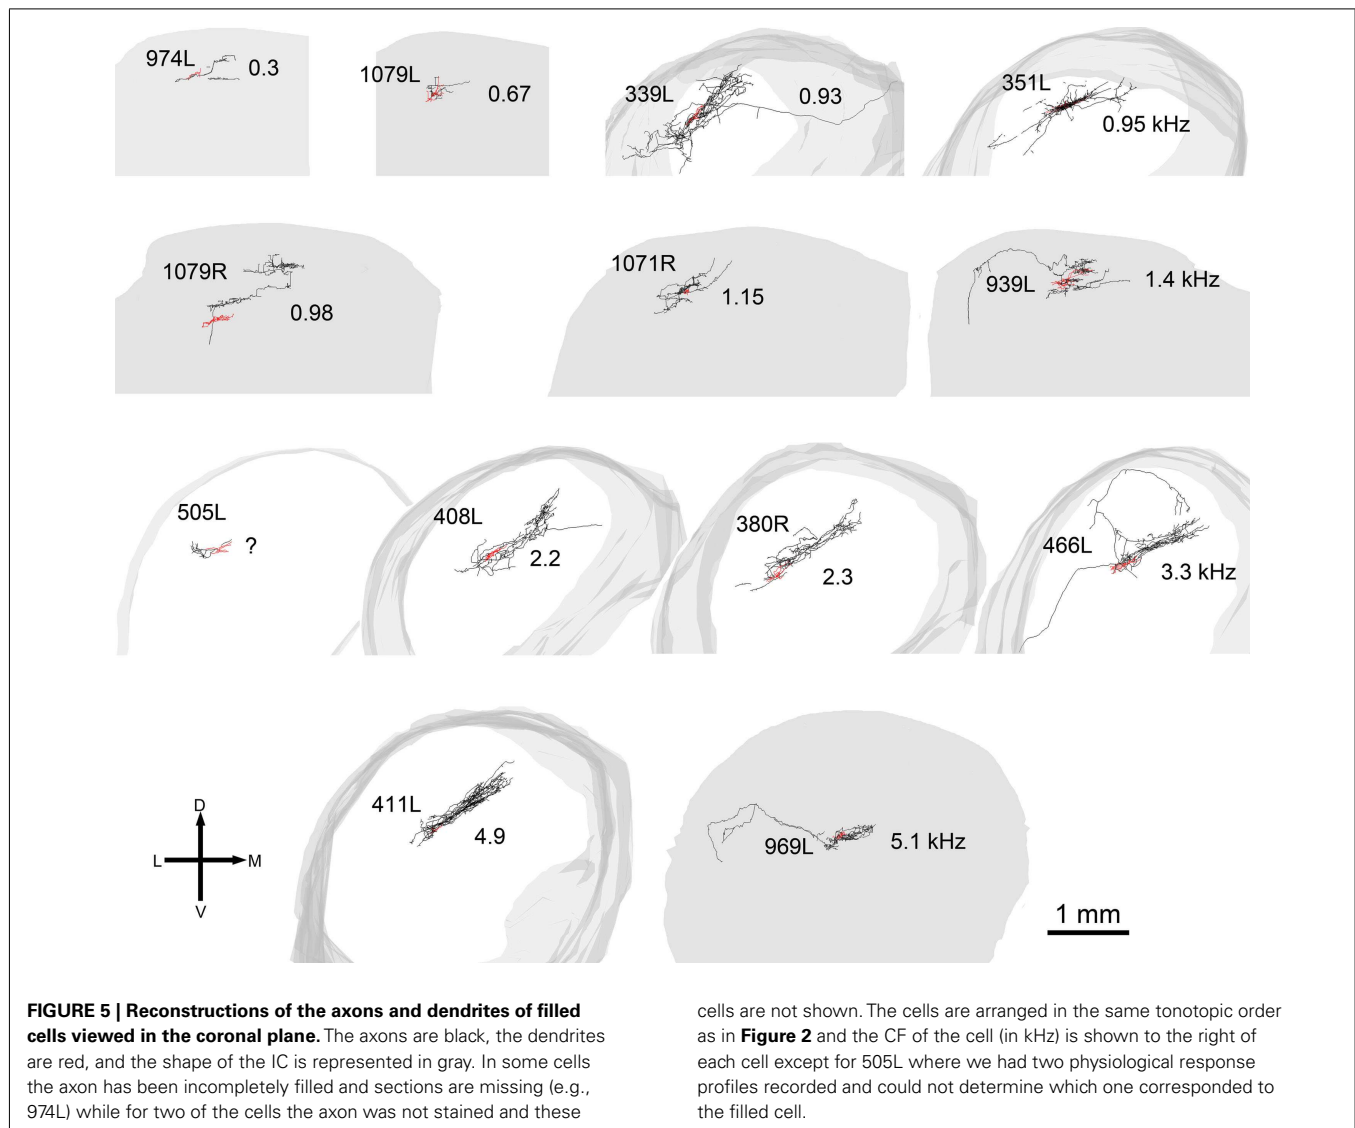 974L
0.3
1079L
0.67
339L
0.93
351L
0.95 kHz
1079R
0.98
1071R
1.15
939L
1.4 kHz
505L
?
408L
2.2
380R
2.3
466L
3.3 kHz
411L
4.9
969L
5.1 kHz
D
L
M
V
1 mm
FIGURE 5 | Reconstructions of the axons and dendrites of filled
cells viewed in the coronal plane. The axons are black, the dendrites
are red, and the shape of the IC is represented in gray. In some cells
the axon has been incompletely filled and sections are missing (e.g.,
974L) while for two of the cells the axon was not stained and these
cells are not shown. The cells are arranged in the same tonotopic order
as in Figure 2 and the CF of the cell (in kHz) is shown to the right of
each cell except for 505L where we had two physiological response
profiles recorded and could not determine which one corresponded to
the filled cell.